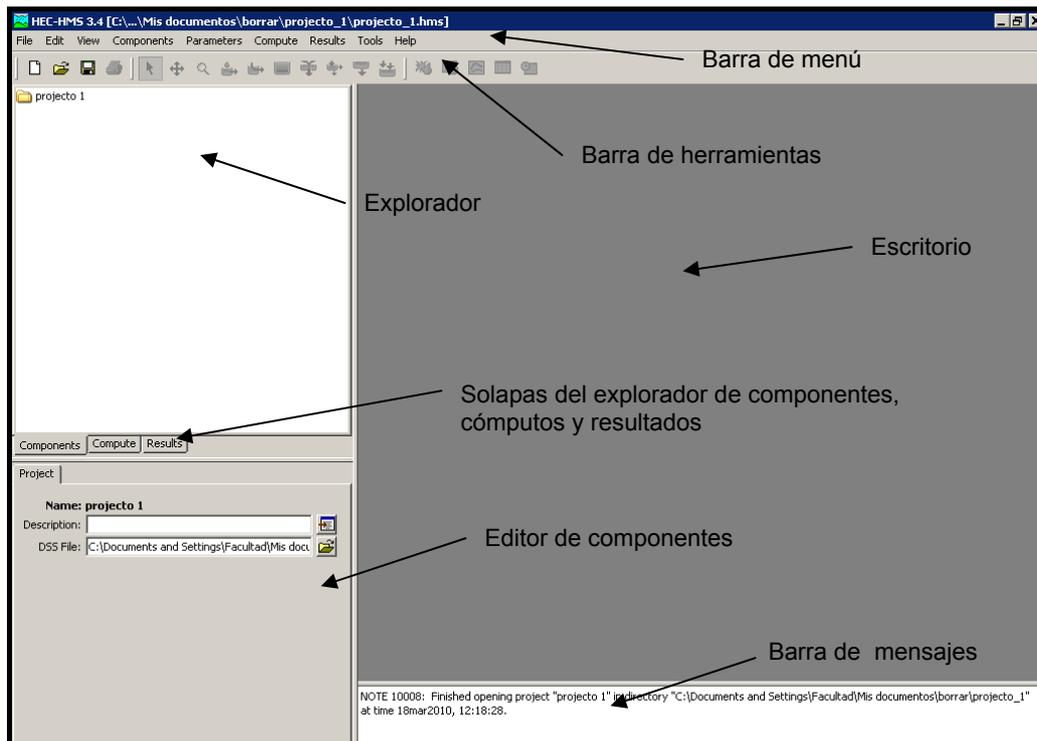 HEC-HMS 3.4 [C:\...\Mis documentos\borrar\projecto_1\projecto_1.hms]
File Edit View Components Parameters Compute Results Tools Help
Barra de menú
projecto 1
Barra de herramientas
Explorador
Escritorio
Solapas del explorador de componentes,
cómputos y resultados
Components Compute Results
Project
Name: projecto 1
Description:
DSS File: C:\Documents and Settings\Facultad\Mis docu
Editor de componentes
Barra de mensajes
NOTE 10008: Finished opening project "projecto 1" in directory "C:\Documents and Settings\Facultad\Mis documentos\borrar\projecto_1"
at time 18mar2010, 12:18:28.